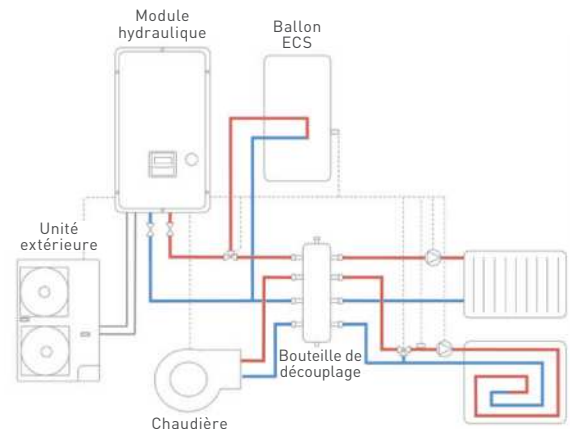 Module
hydraulique
Ballon
ECS
Unité
extérieure
Bouteille de
découplage
Chaudière